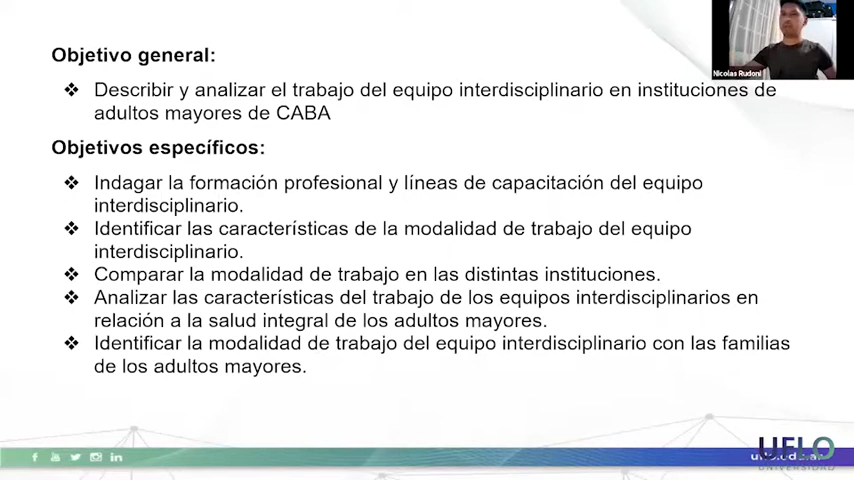 Objetivo general:
❖ Describir y analizar el trabajo del equipo interdisciplinario en instituciones de
adultos mayores de CABA
Objetivos específicos:
❖ Indagar la formación profesional y líneas de capacitación del equipo
interdisciplinario.
❖ Identificar las características de la modalidad de trabajo del equipo
interdisciplinario.
❖ Comparar la modalidad de trabajo en las distintas instituciones.
❖ Analizar las características del trabajo de los equipos interdisciplinarios en
relación a la salud integral de los adultos mayores.
❖ Identificar la modalidad de trabajo del equipo interdisciplinario con las familias
de los adultos mayores.
Nicolas Rudoni
UFLO
UNIVERSIDAD